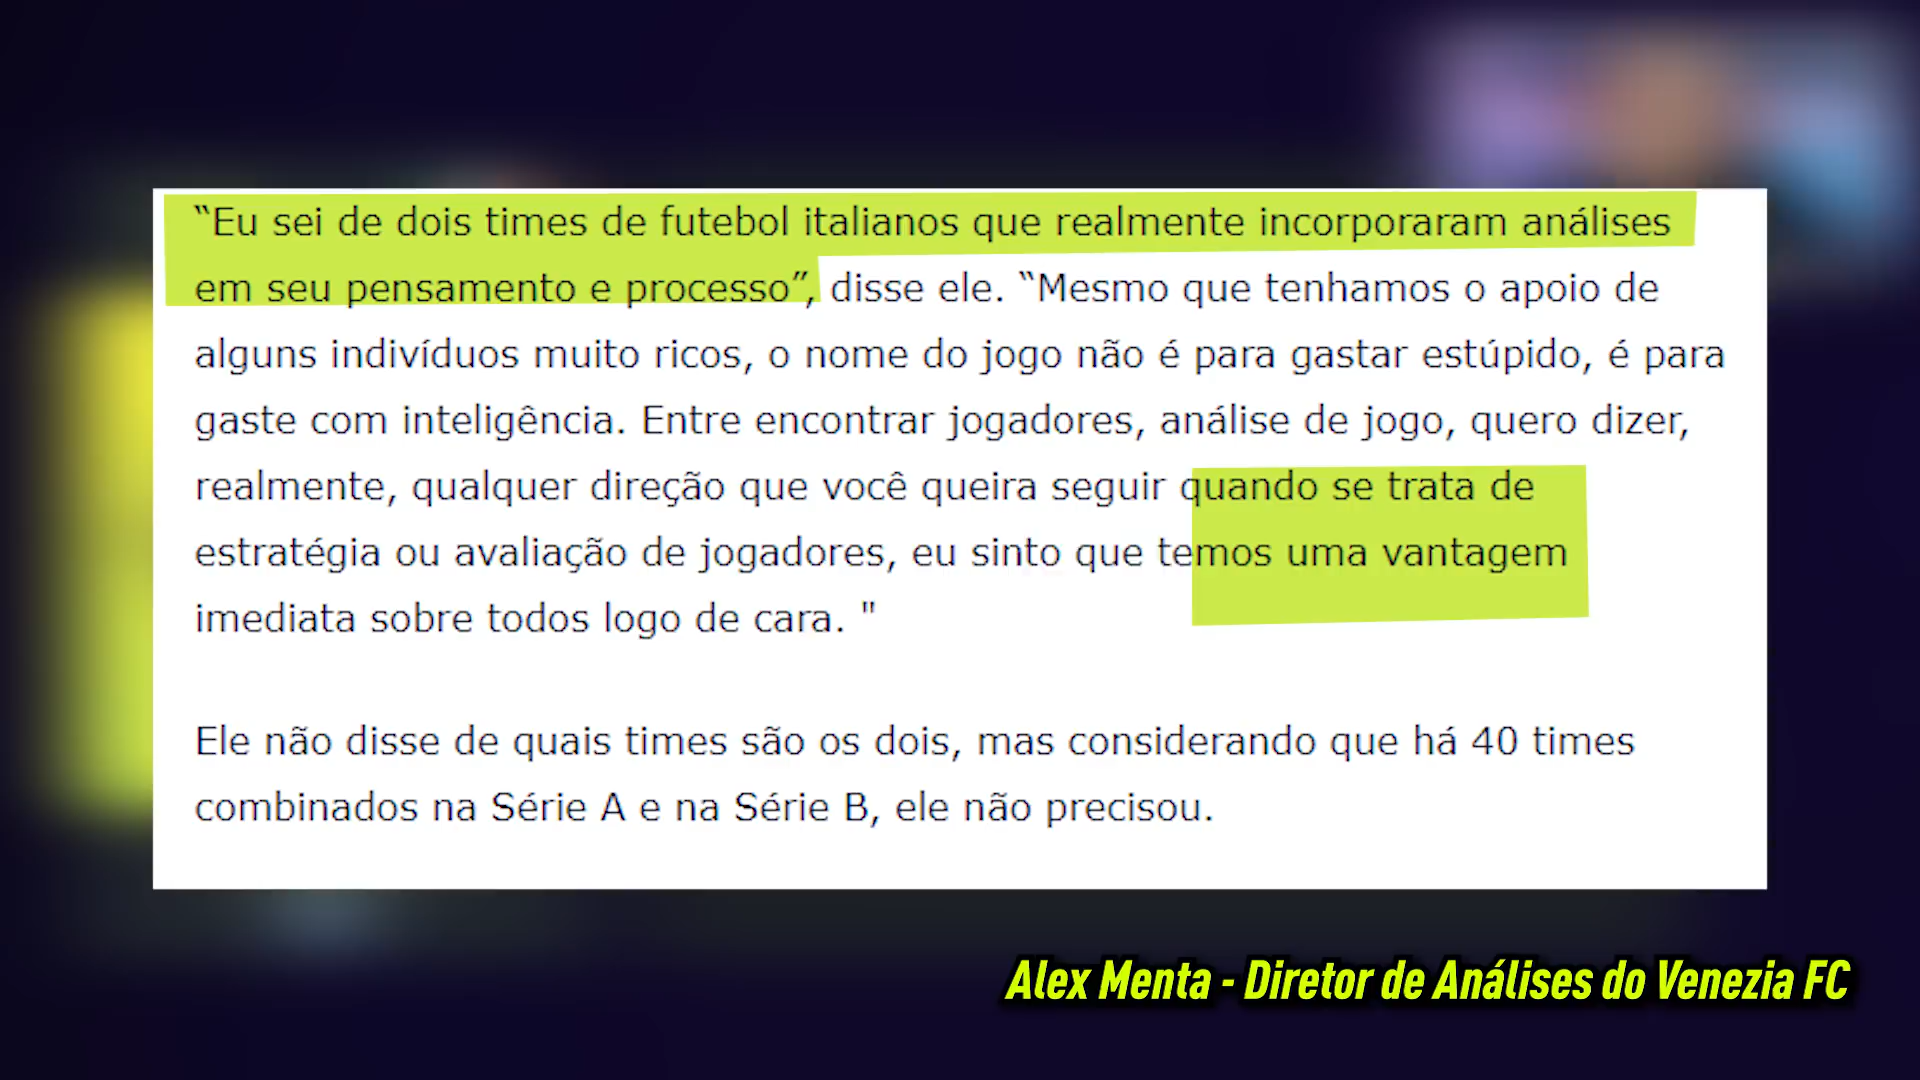 “Eu sei de dois times de futebol italianos que realmente incorporaram análises
em seu pensamento e processo”, disse ele. “Mesmo que tenhamos o apoio de
alguns indivíduos muito ricos, o nome do jogo não é para gastar estúpido, é para
gaste com inteligência. Entre encontrar jogadores, análise de jogo, quero dizer,
realmente, qualquer direção que você queira seguir quando se trata de
estratégia ou avaliação de jogadores, eu sinto que temos uma vantagem
imediata sobre todos logo de cara. "
Ele não disse de quais times são os dois, mas considerando que há 40 times
combinados na Série A e na Série B, ele não precisou.
Alex Menta - Diretor de Análises do Venezia FC